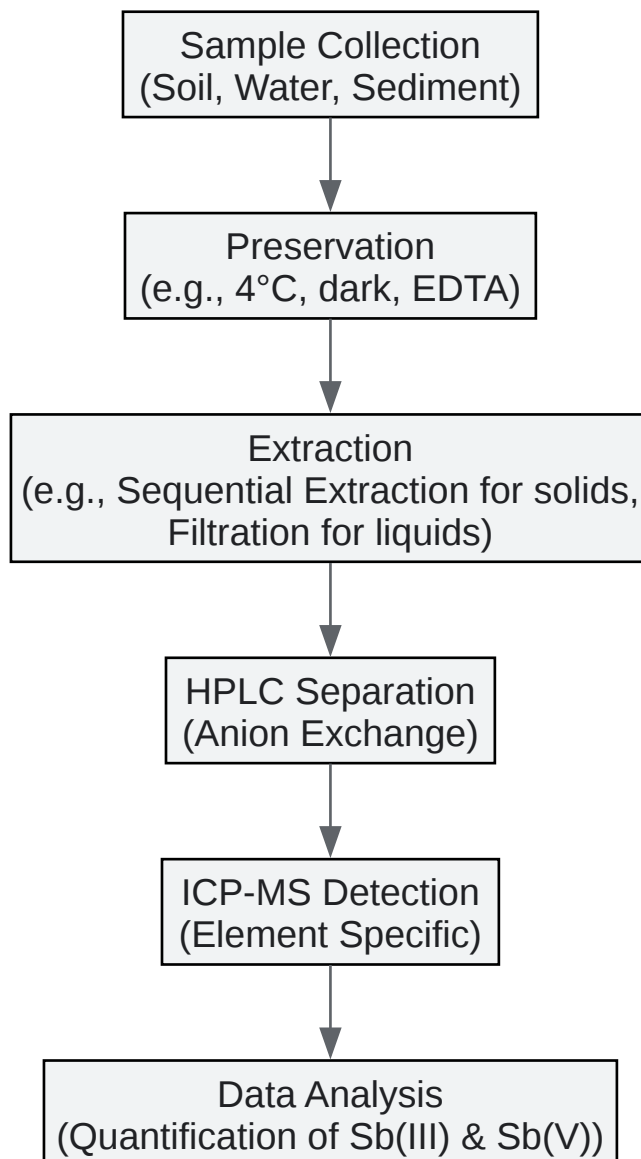 Sample Collection
(Soil, Water, Sediment)
Preservation
(e.g., 4°C, dark, EDTA)
Extraction
(e.g., Sequential Extraction for solids,
Filtration for liquids)
HPLC Separation
(Anion Exchange)
ICP-MS Detection
(Element Specific)
Data Analysis
(Quantification of Sb(III) & Sb(V))